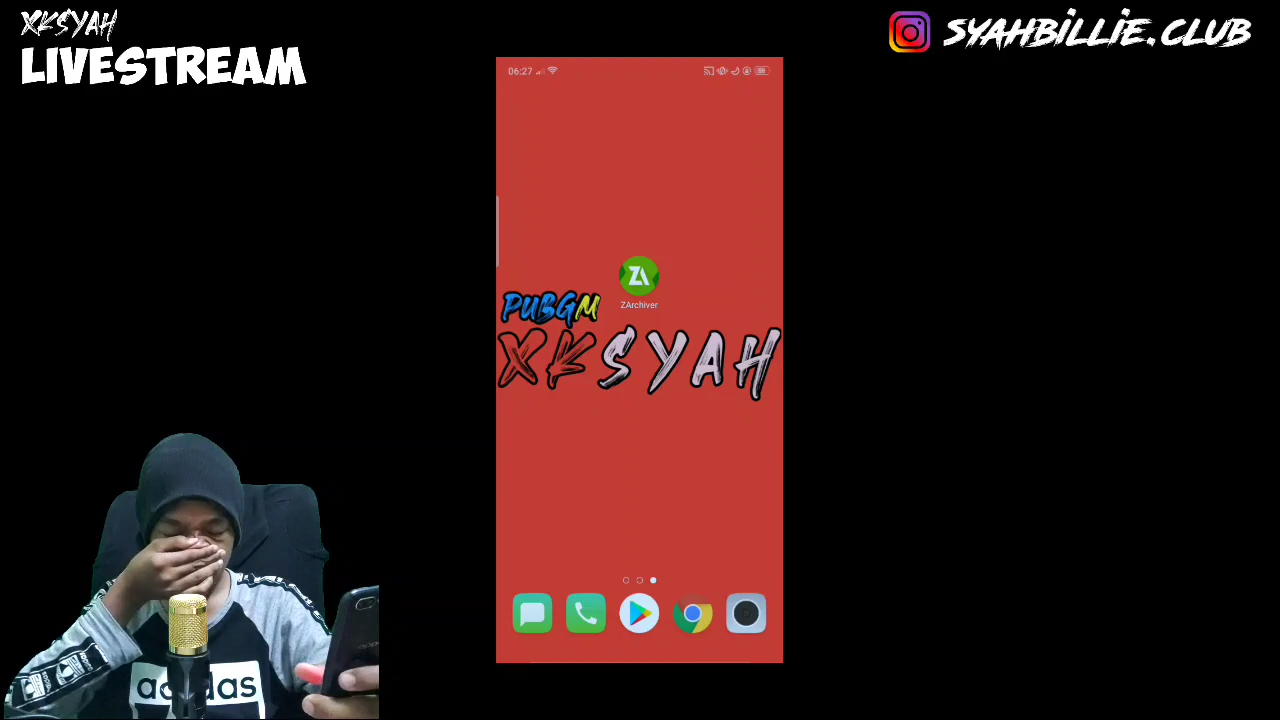 XKSYAH
LIVESTREAM
SYAHBILLIE.CLUB
06:27
ZArchiver
PUBGM
XKSYAH
adidas